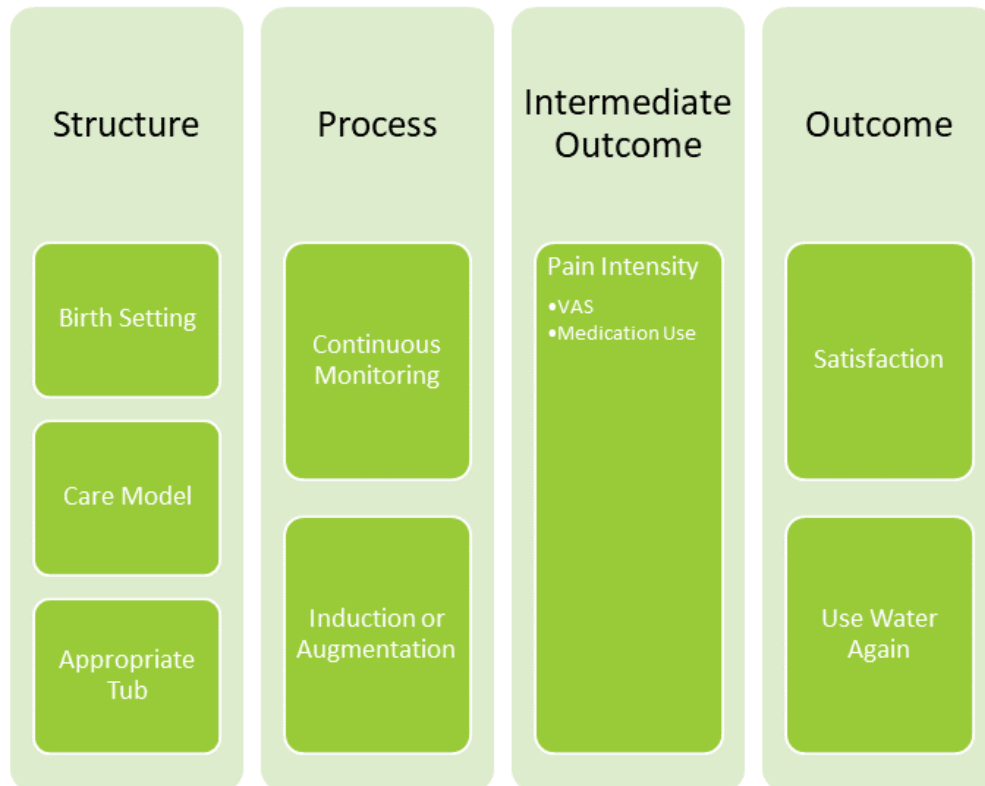 Structure
Birth Setting
Care Model
Appropriate
Tub
Process
Continuous
Monitoring
Induction or
Augmentation
Intermediate
Outcome
Pain Intensity
•VAS
•Medication Use
Outcome
Satisfaction
Use Water
Again